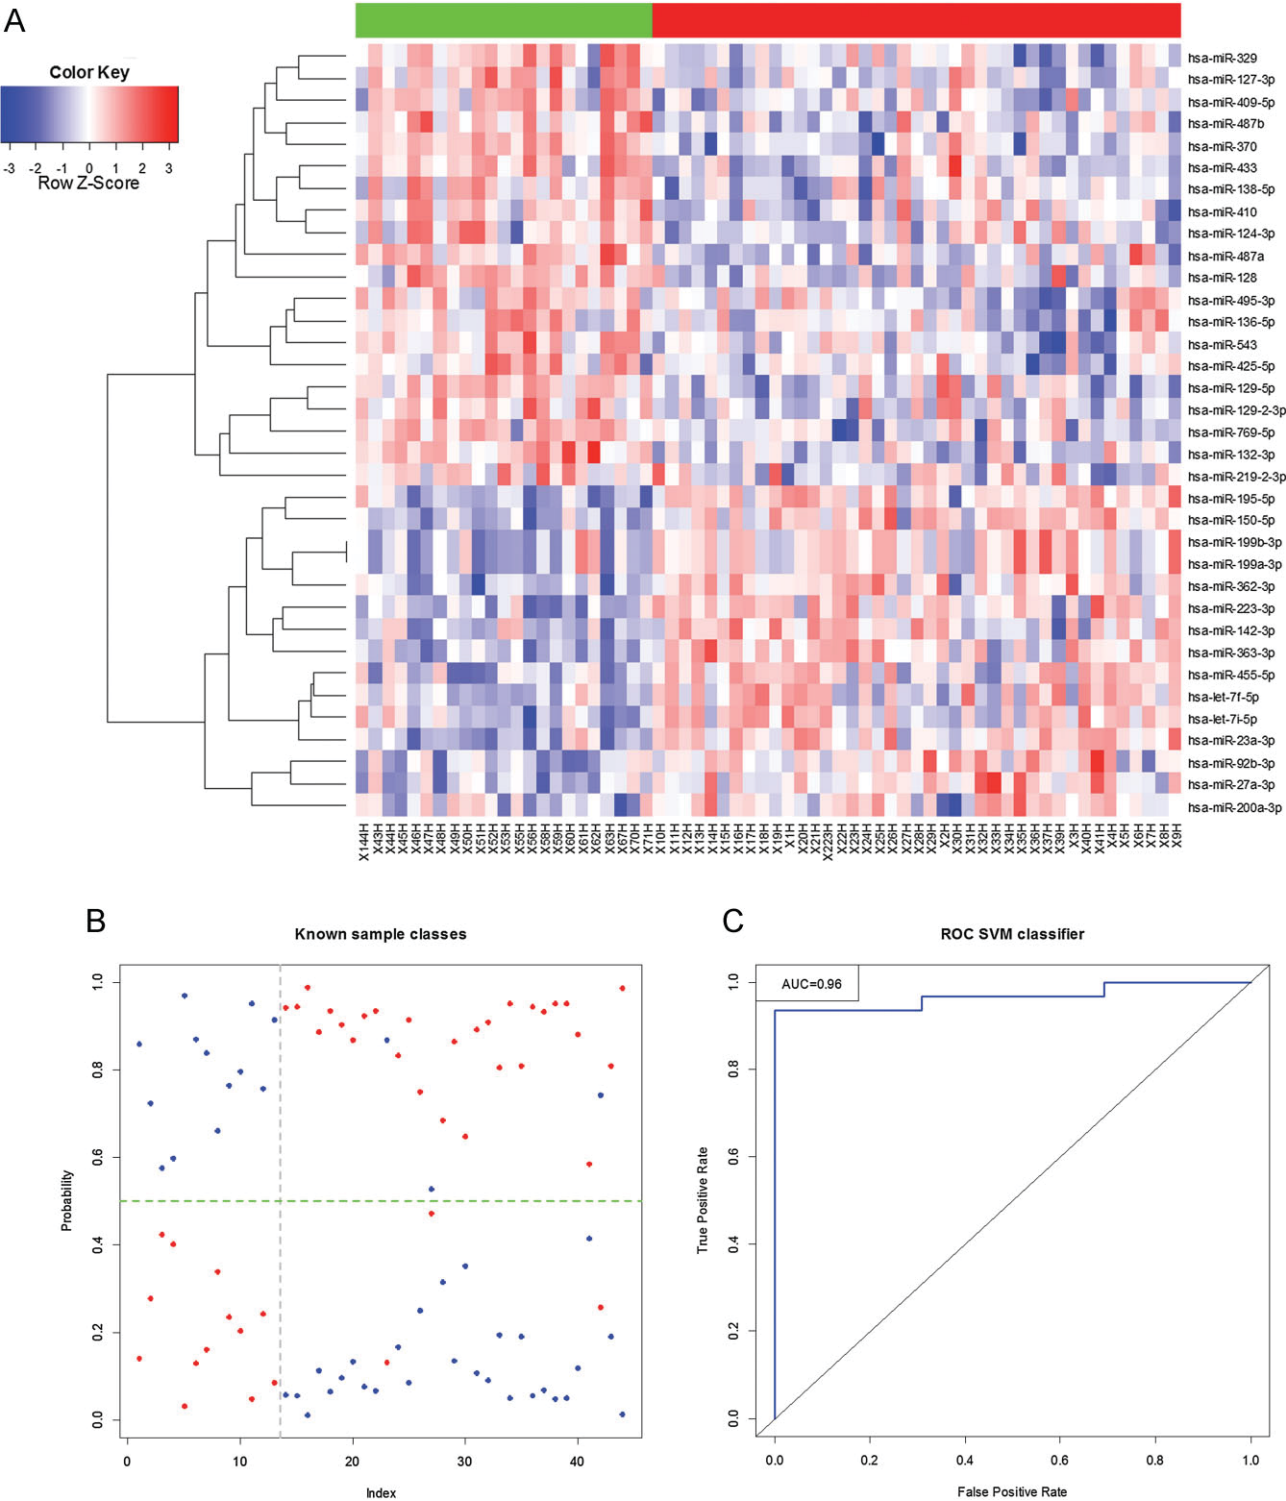 A
Color Key
-3 -2 -1 0 1 2 3
Row Z-Score
hsa-miR-329
hsa-miR-127-3p
hsa-miR-409-5p
hsa-miR-487b
hsa-miR-370
hsa-miR-433
hsa-miR-138-5p
hsa-miR-410
hsa-miR-124-3p
hsa-miR-487a
hsa-miR-128
hsa-miR-495-3p
hsa-miR-136-5p
hsa-miR-543
hsa-miR-425-5p
hsa-miR-129-5p
hsa-miR-129-2-3p
hsa-miR-769-5p
hsa-miR-132-3p
hsa-miR-219-2-3p
hsa-miR-195-5p
hsa-miR-150-5p
hsa-miR-199b-3p
hsa-miR-199a-3p
hsa-miR-362-3p
hsa-miR-223-3p
hsa-miR-142-3p
hsa-miR-363-3p
hsa-miR-455-5p
hsa-let-7f-5p
hsa-let-7i-5p
hsa-miR-23a-3p
hsa-miR-92b-3p
hsa-miR-27a-3p
hsa-miR-200a-3p
X144H X43H X44H X45H X46H X47H X48H X49H X50H X51H X52H X53H X55H X56H X58H X59H X60H X61H X62H X63H X67H X70H X71H X10H X11H X12H X13H X14H X15H X16H X17H X18H X19H X1H X20H X21H X223H X22H X23H X24H X25H X26H X27H X28H X29H X2H X30H X31H X32H X33H X34H X35H X36H X37H X39H X3H X40H X41H X4H X5H X6H X7H X8H X9H
B
Known sample classes
Probability
1.0
0.8
0.6
0.4
0.2
0.0
0 10 20 30 40
Index
C
ROC SVM classifier
AUC=0.96
True Positive Rate
1.0
0.8
0.6
0.4
0.2
0.0
0.0 0.2 0.4 0.6 0.8 1.0
False Positive Rate